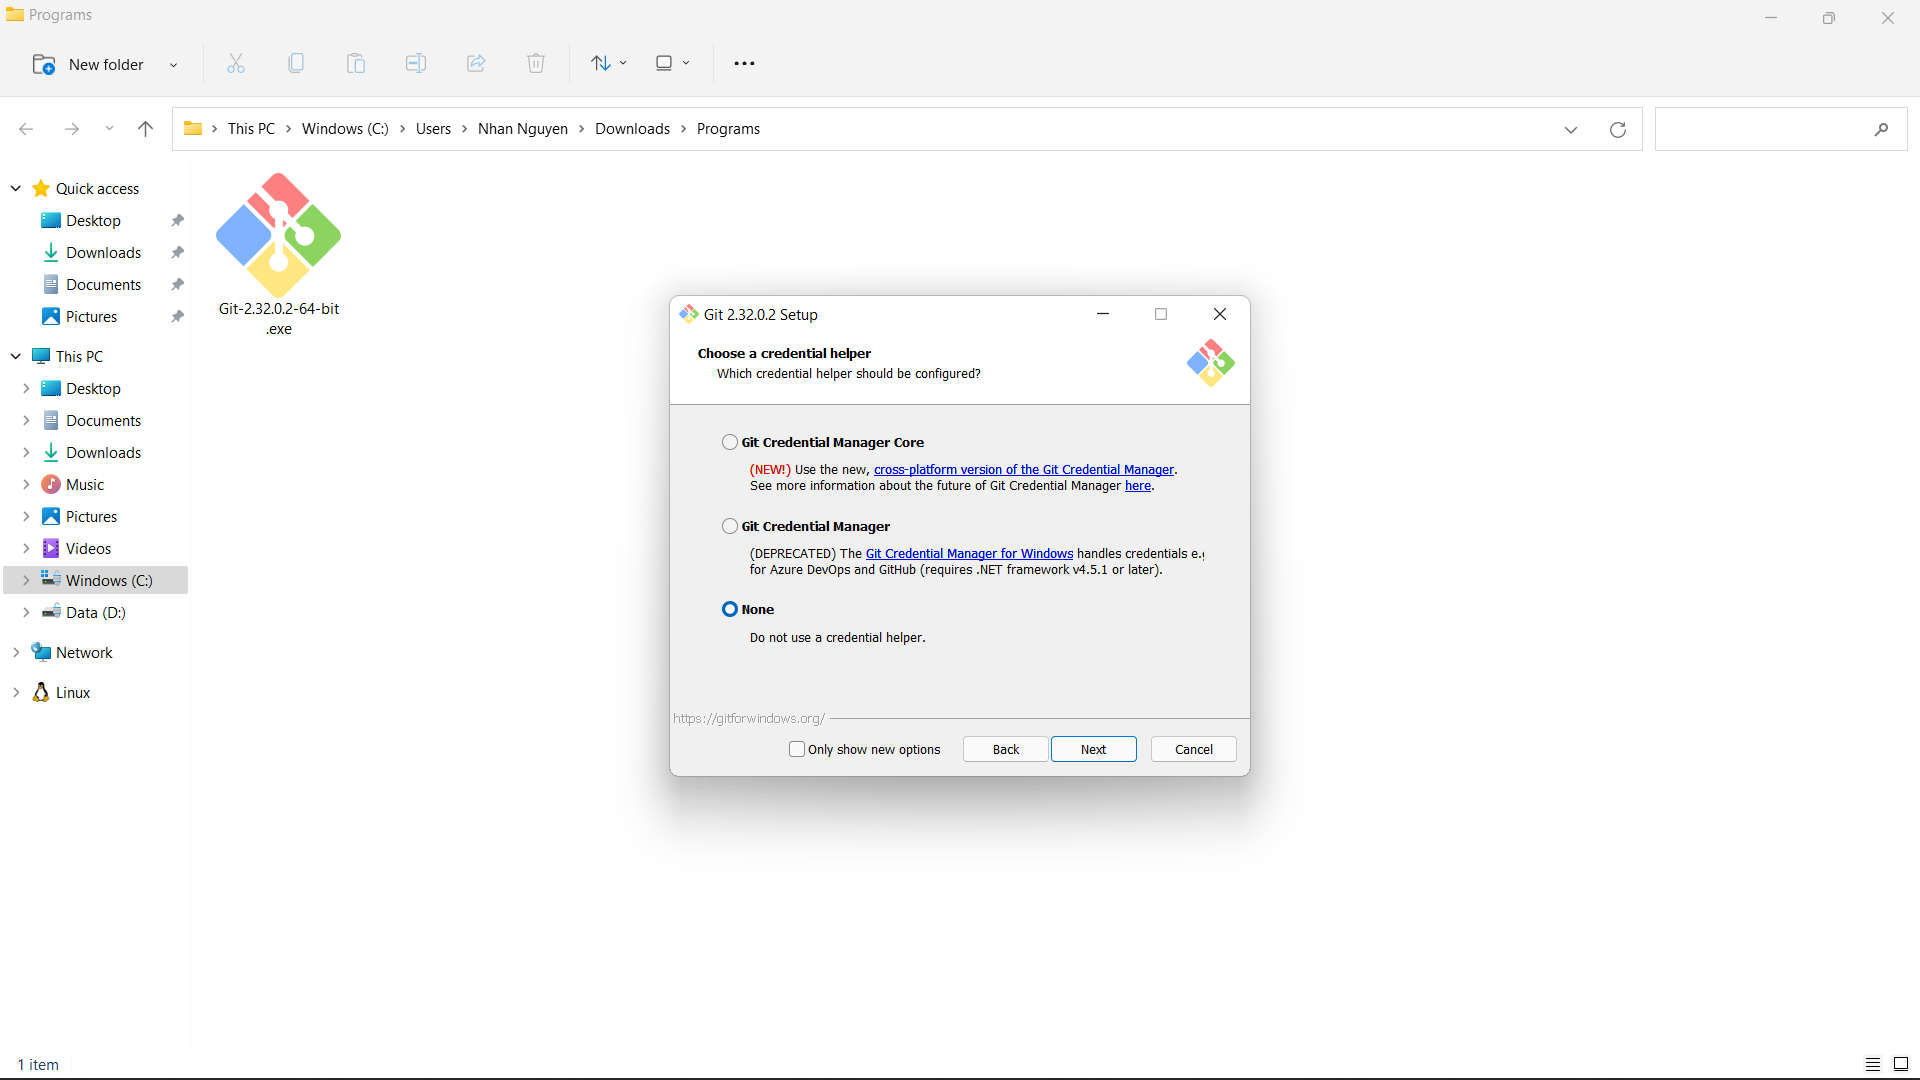 Programs
New folder
This PC
Windows (C:)
Users
Nhan Nguyen
Downloads
Programs
Quick access
Desktop
Downloads
Documents
Pictures
This PC
Desktop
Documents
Downloads
Music
Pictures
Videos
Windows (C:)
Data (D:)
Network
Linux
Git-2.32.0.2-64-bit
.exe
Git 2.32.0.2 Setup
Choose a credential helper
Which credential helper should be configured?
Git Credential Manager Core
(NEW!) Use the new, cross-platform version of the Git Credential Manager.
See more information about the future of Git Credential Manager here.
Git Credential Manager
(DEPRECATED) The Git Credential Manager for Windows handles credentials e.
for Azure DevOps and GitHub (requires .NET framework v4.5.1 or later).
None
Do not use a credential helper.
https://gitforwindows.org/
Only show new options
Back
Next
Cancel
1 item